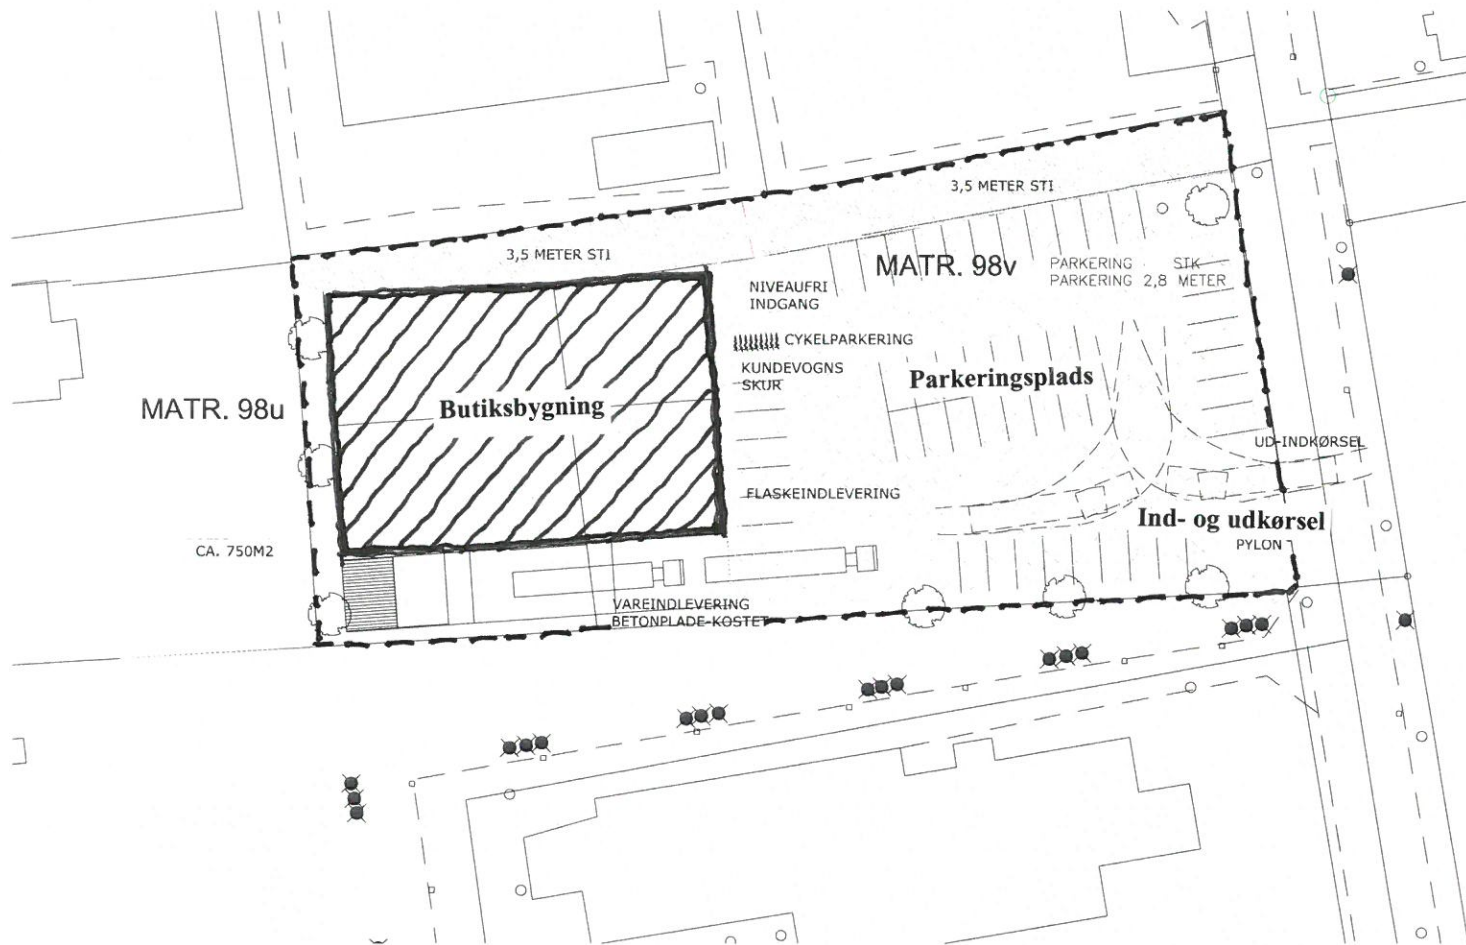 3,5 METER STI
3,5 METER STI
MATR. 98v
PARKERING STK
PARKERING 2,8 METER
NIVEAUFRI
INDGANG
CYKELPARKERING
KUNDEVOGNS
SKUR
Parkeringsplads
MATR. 98u
Butiksbygning
UD-INDKØRSEL
FLASKEINDLEVERING
Ind- og udkørsel
PYLON
CA. 750M2
VAREINDLEVERING
BETONPLADE-KOSTET